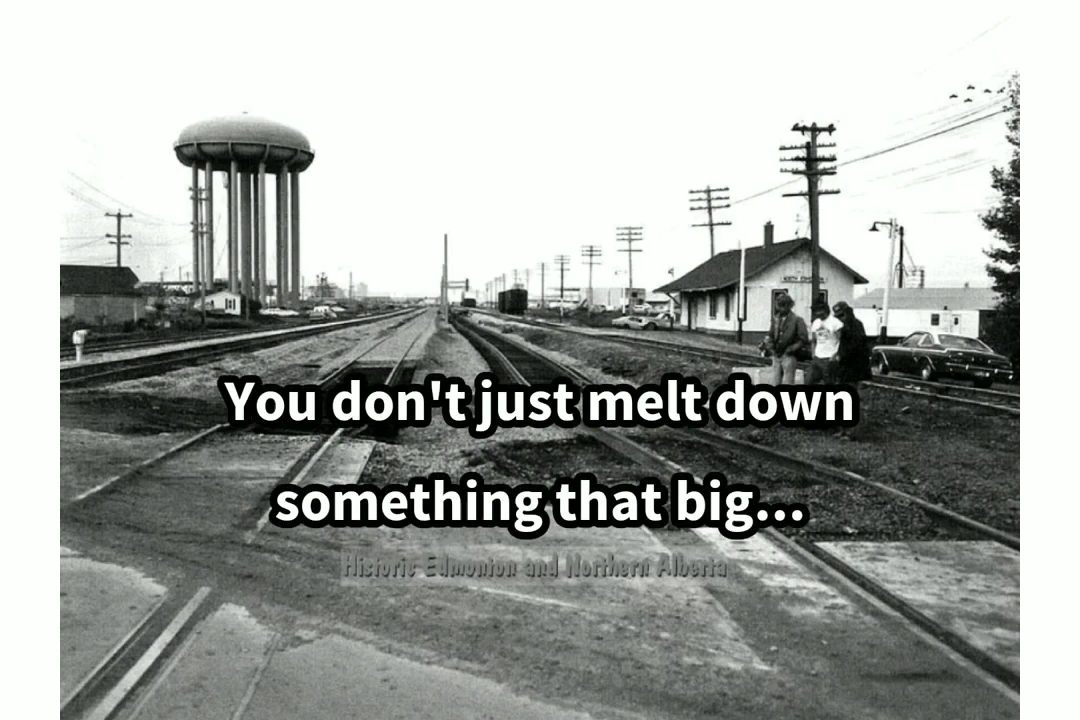 You don't just melt down
something that big...
Historic Edmonton and Northern Alberta